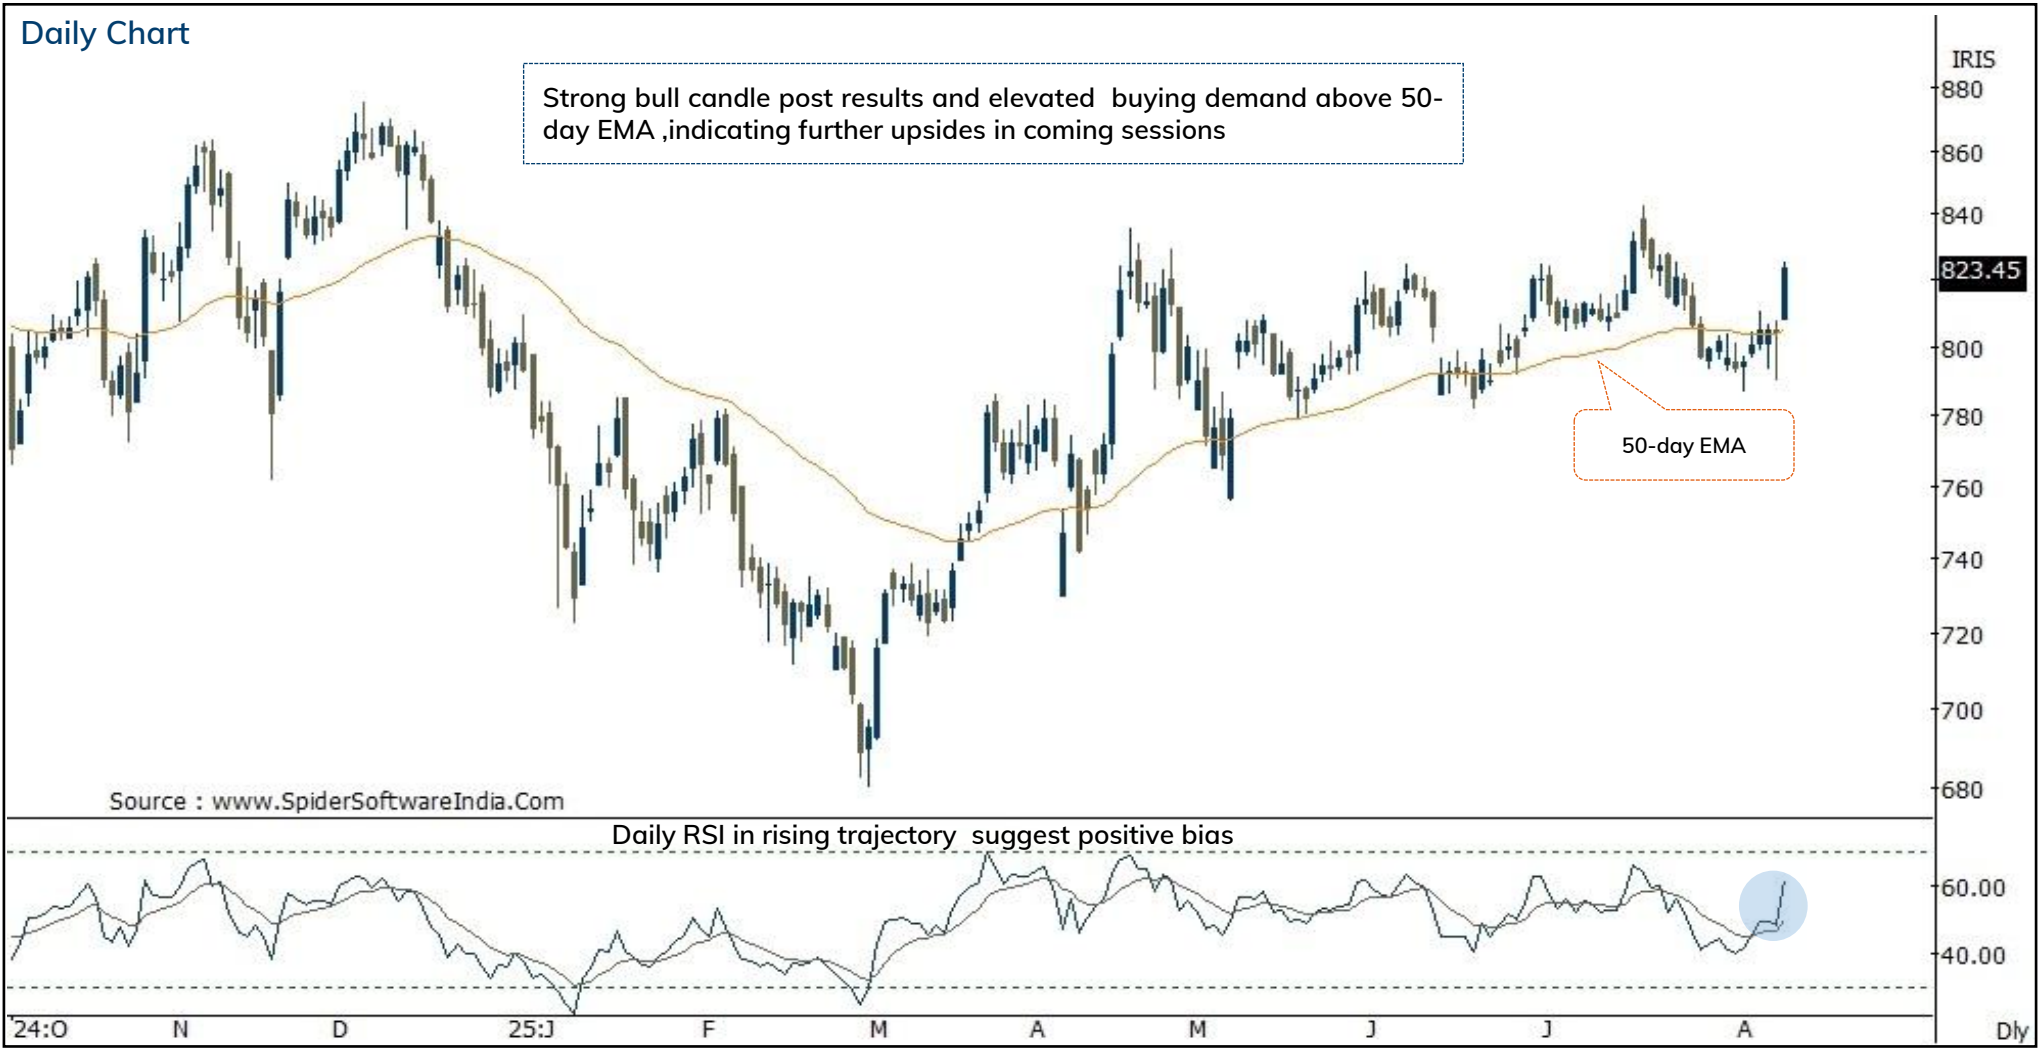 Daily Chart
IRIS
Strong bull candle post results and elevated  buying demand above 50-
day EMA ,indicating further upsides in coming sessions
880
860
840
823.45
800
780
50-day EMA
760
740
720
700
680
Source : www.SpiderSoftwareIndia.Com
Daily RSI in rising trajectory  suggest positive bias
60.00
40.00
'24:O N D 25:J F M A M J J A Dly